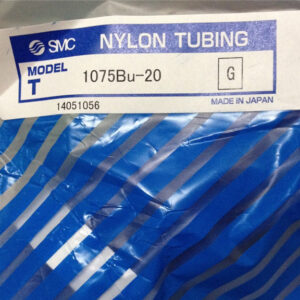 SMC NYLON TUBING
MODEL
T 1075Bu-20 G
14051056 MADE IN JAPAN